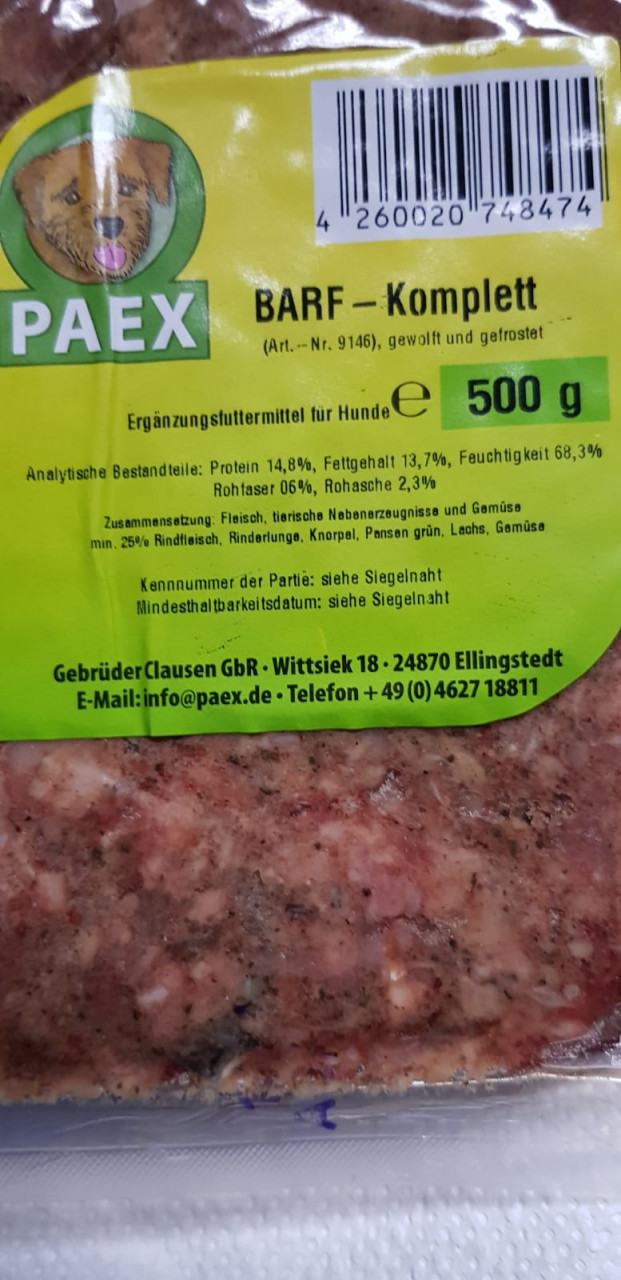 4 260020 748474
PAEX
BARF – Komplett
(Art.--Nr. 9146), gewolft und gefrostet
Ergänzungsfuttermittel für Hunde e 500 g
Analytische Bestandteile: Protein 14,8%, Fettgehalt 13,7%, Feuchtigkeit 68,3%
Rohfaser 06%, Rohasche 2,3%
Zusammensetzung: Fleisch, tierische Nebenerzeugnisse und Gemüse
min. 25% Rindfleisch, Rinderlunge, Knorpel, Pansen grün, Lachs, Gemüse
Kennnummer der Partie: siehe Siegelnaht
Mindesthaltbarkeitsdatum: siehe Siegelnaht
Gebrüder Clausen GbR · Wittsiek 18 · 24870 Ellingstedt
E-Mail: info@paex.de · Telefon + 49 (0) 4627 18811